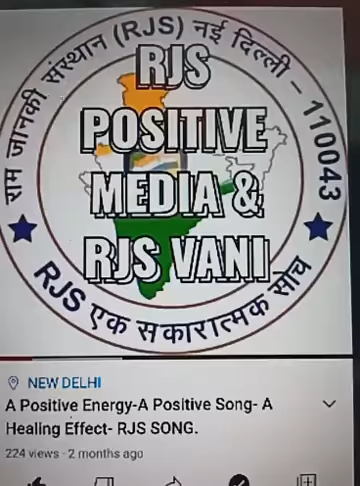 राम जानकी संस्थान (RJS) नई दिल्ली - 110043
RJS
POSITIVE
MEDIA &
RJS VANI
RJS एक सकारात्मक सोच
NEW DELHI
A Positive Energy-A Positive Song- A
Healing Effect- RJS SONG.
224 views · 2 months ago